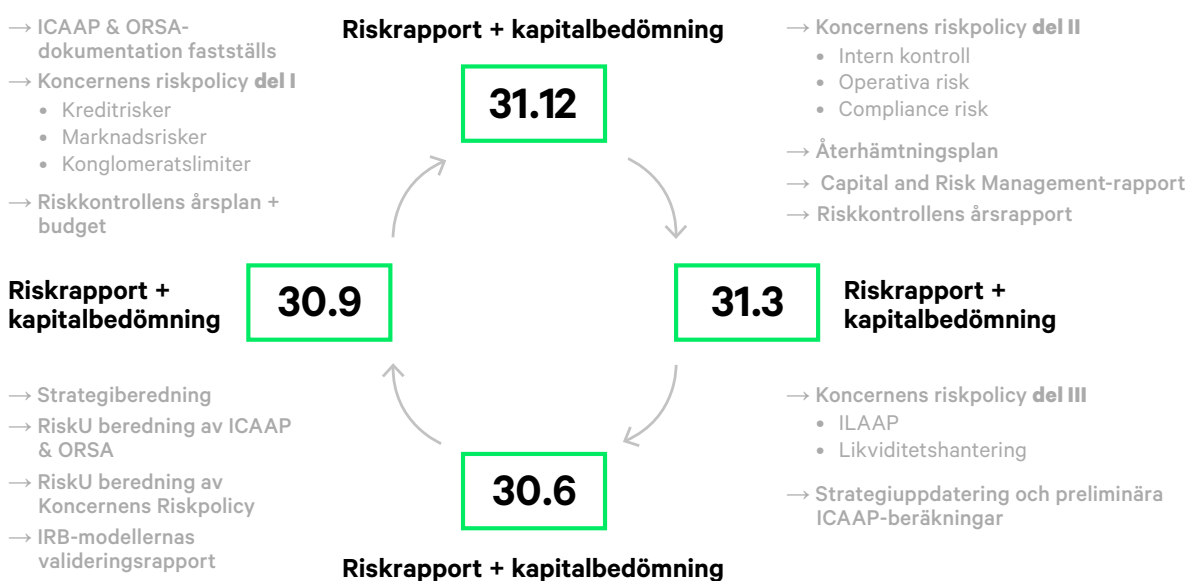 Riskrapport + kapitalbedömning
31.12
→ ICAAP & ORSA-
dokumentation fastställs
→ Koncernens riskpolicy del I
• Kreditrisker
• Marknadsrisker
• Konglomeratslimiter
→ Riskkontrollens årsplan +
budget
→ Koncernens riskpolicy del II
• Intern kontroll
• Operativa risk
• Compliance risk
→ Återhämtningsplan
→ Capital and Risk Management-rapport
→ Riskkontrollens årsrapport
Riskrapport +
kapitalbedömning
30.9
31.3
Riskrapport +
kapitalbedömning
→ Strategiberedning
→ RiskU beredning av ICAAP
& ORSA
→ RiskU beredning av
Koncernens Riskpolicy
→ IRB-modellernas
valideringsrapport
→ Koncernens riskpolicy del III
• ILAAP
• Likviditetshantering
→ Strategiuppdatering och preliminära
ICAAP-beräkningar
30.6
Riskrapport + kapitalbedömning